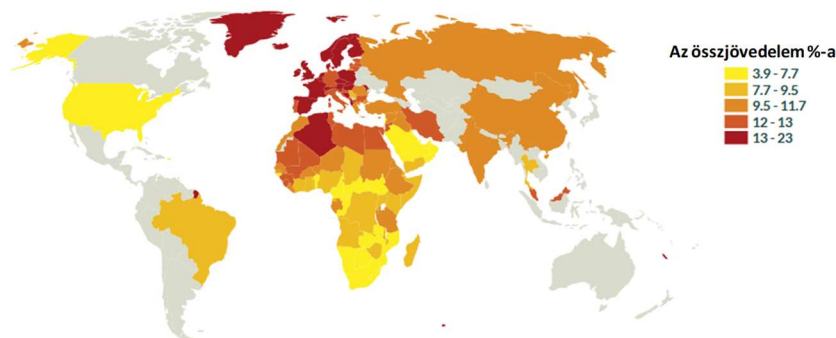 Az összjövedelem %-a
3.9 - 7.7
7.7 - 9.5
9.5 - 11.7
12 - 13
13 - 23